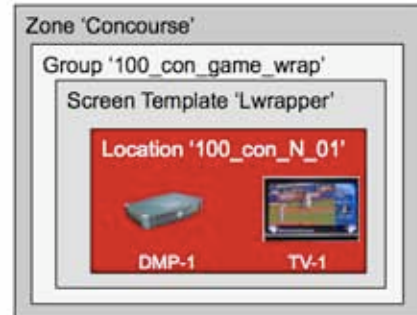 Zone 'Concourse'
Group '100_con_game_wrap'
Screen Template 'Lwrapper'
Location '100_con_N_01'
DMP-1 TV-1